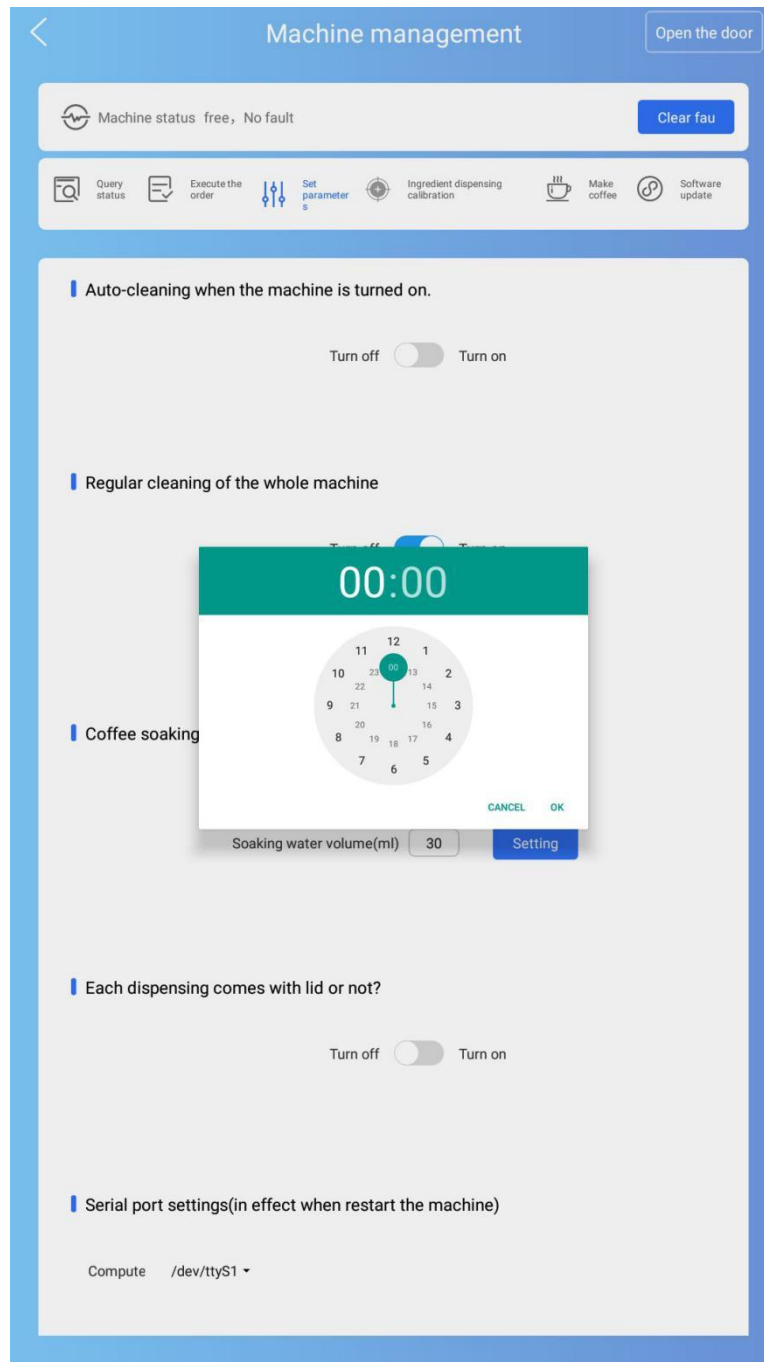 Machine management
Open the door
Machine status free, No fault
Clear fau
Query
status
Execute the
order
Set
parameter
s
Ingredient dispensing
calibration
Make
coffee
Software
update
Auto-cleaning when the machine is turned on.
Turn off Turn on
Regular cleaning of the whole machine
Turn off Turn on
00:00
12
11 1
23 00 13
10 2
22 14
9 21 15 3
20 16
8 4
19 18 17
7 5
6
Coffee soaking
CANCEL OK
Soaking water volume(ml) 30 Setting
Each dispensing comes with lid or not?
Turn off Turn on
Serial port settings(in effect when restart the machine)
Compute /dev/ttyS1